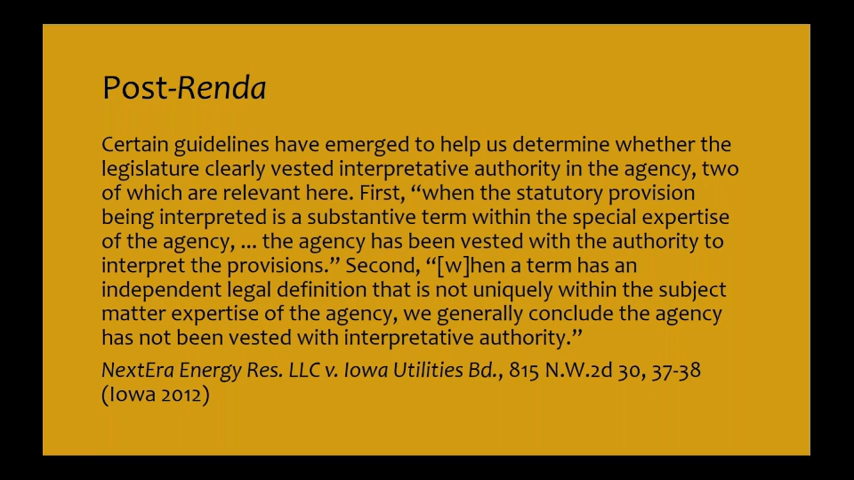 Post-Renda
Certain guidelines have emerged to help us determine whether the
legislature clearly vested interpretative authority in the agency, two
of which are relevant here. First, “when the statutory provision
being interpreted is a substantive term within the special expertise
of the agency, ... the agency has been vested with the authority to
interpret the provisions.” Second, “[w]hen a term has an
independent legal definition that is not uniquely within the subject
matter expertise of the agency, we generally conclude the agency
has not been vested with interpretative authority.”
NextEra Energy Res. LLC v. Iowa Utilities Bd., 815 N.W.2d 30, 37-38
(Iowa 2012)